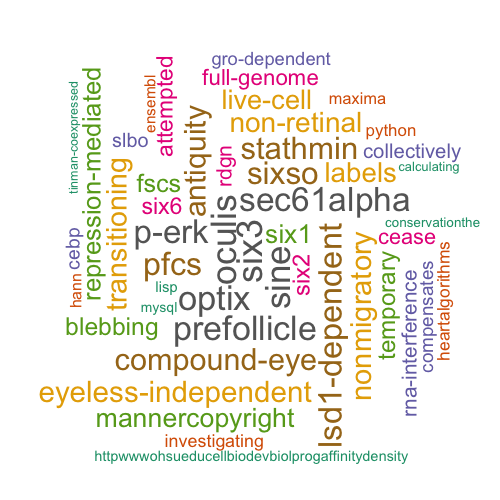 gro-dependent
full-genome
live-cell
maxima
non-retinal
python
stathmin
collectively
slbo
sixso
labels
calculating
fscs
six6
sec61alpha
conservationthe
p-erk
six1
cease
pfcs
six2
lisp
optix
mysql
blebbing
prefollicle
compound-eye
eyeless-independent
mannercopyright
investigating
httpwwwohsueducellbiodevbiolprogaffinitydensity
tinman-coexpressed
repression-mediated
ensembl
attempted
antiquity
rdgn
transitioning
cebp
hann
oculis
six3
sine
lsd1-dependent
nonmigratory
temporary
rna-interference
compensates
heartalgorithms